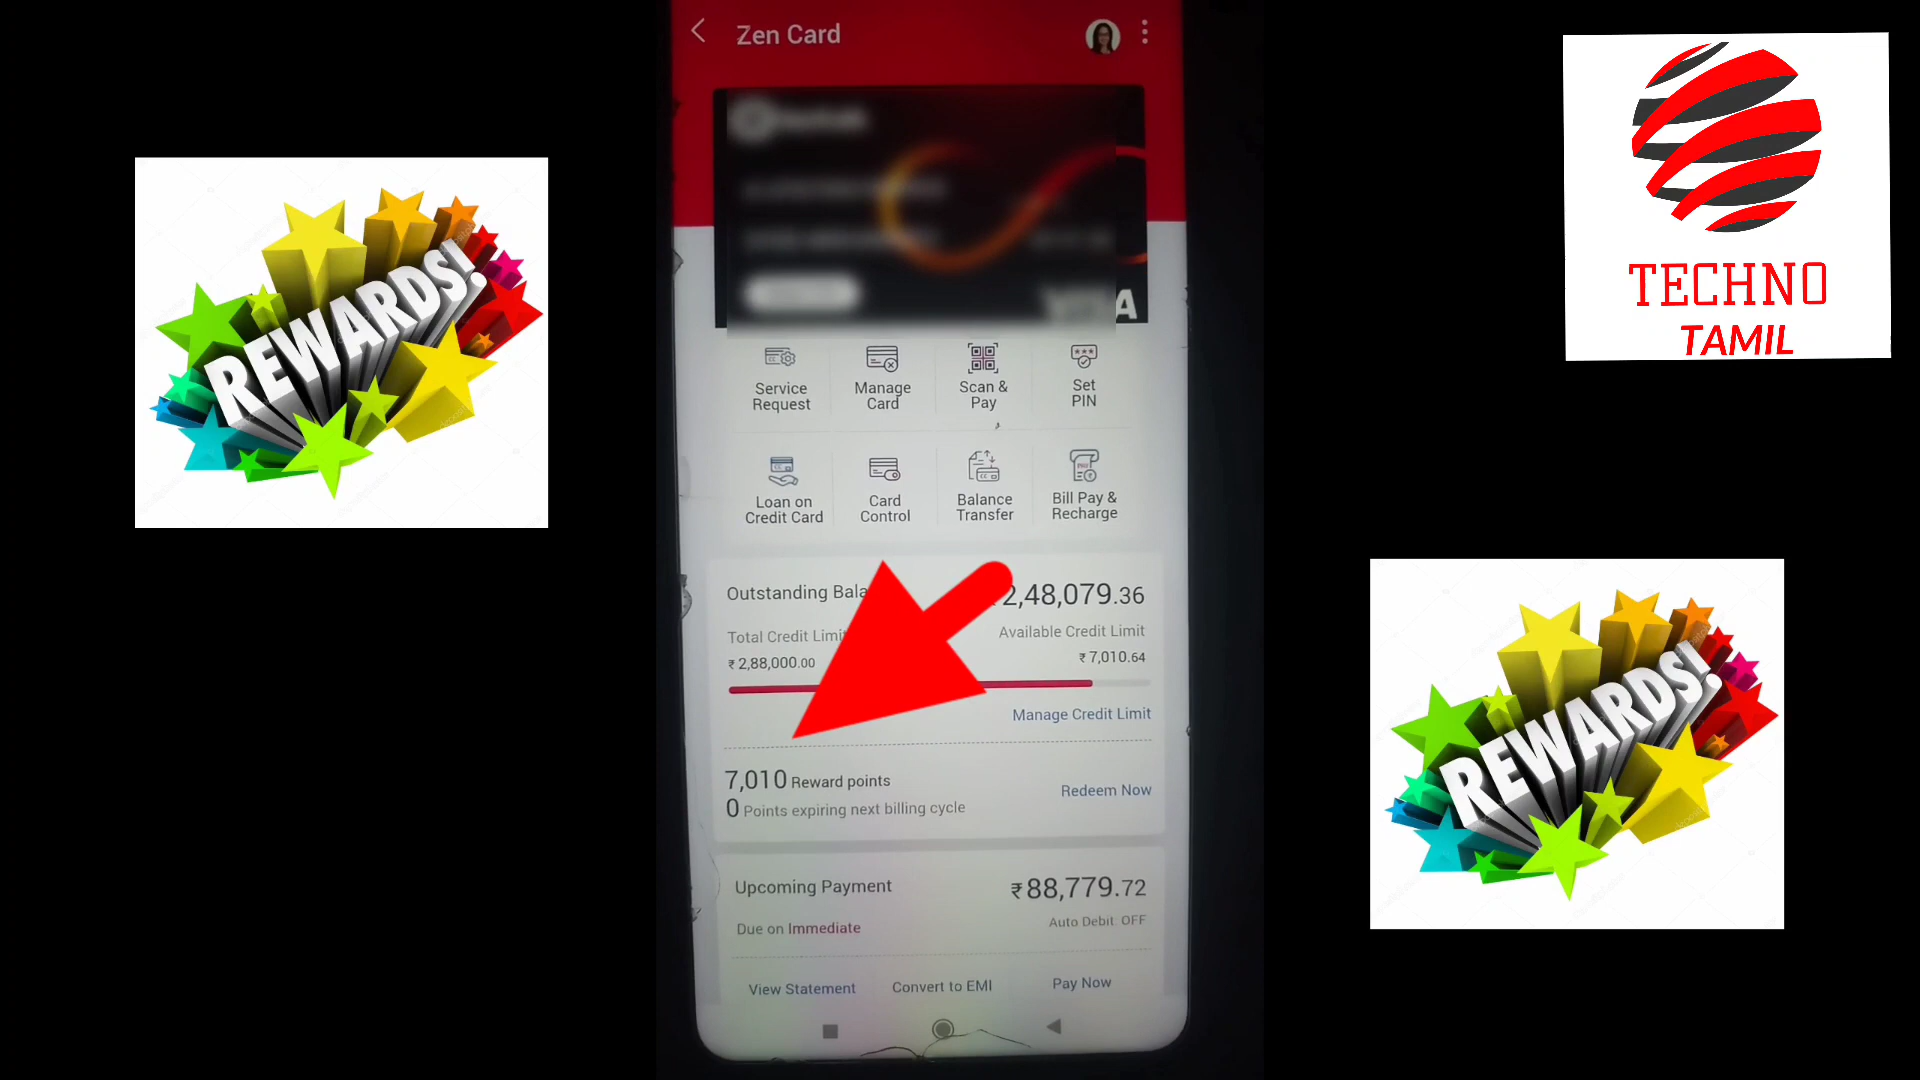 Zen Card
REWARDS!
TECHNO
TAMIL
VISA
Service
Request
Manage
Card
Scan &
Pay
Set
PIN
Loan on
Credit Card
Card
Control
Balance
Transfer
Bill Pay &
Recharge
Outstanding Bala
2,48,079.36
Total Credit Limi
Available Credit Limit
₹ 2,88,000.00
₹ 7,010.64
Manage Credit Limit
7,010 Reward points
Redeem Now
0 Points expiring next billing cycle
REWARDS!
Upcoming Payment
₹ 88,779.72
Due on Immediate
Auto Debit: OFF
View Statement
Convert to EMI
Pay Now